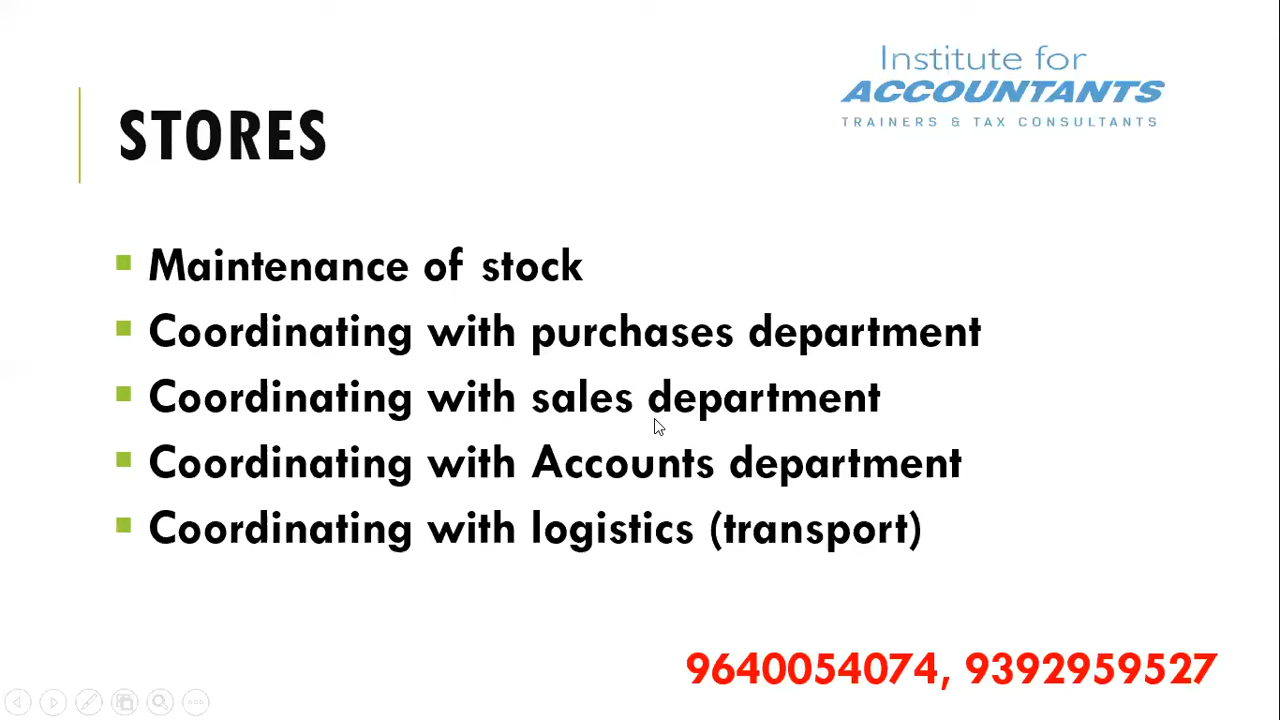 Institute for
ACCOUNTANTS
TRAINERS & TAX CONSULTANTS
STORES
Maintenance of stock
Coordinating with purchases department
Coordinating with sales department
Coordinating with Accounts department
Coordinating with logistics (transport)
9640054074, 9392959527